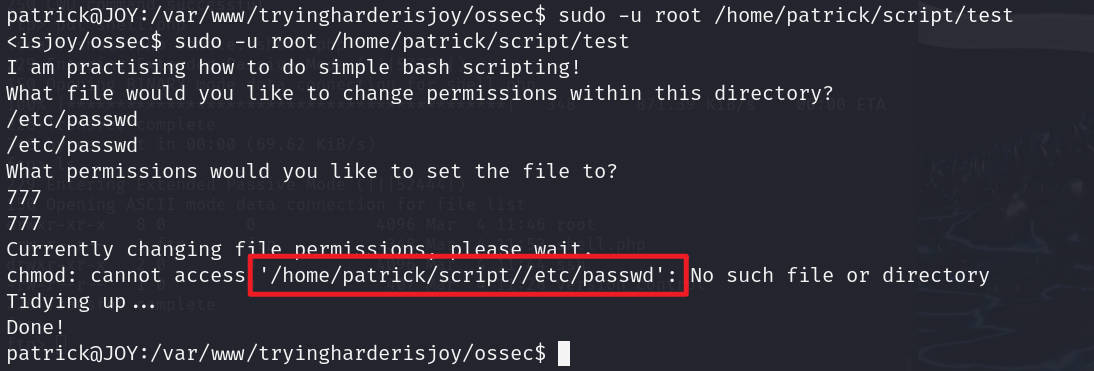 patrick@JOY:/var/www/tryingharderisjoy/ossec$ sudo -u root /home/patrick/script/test
<isjoy/ossec$ sudo -u root /home/patrick/script/test
I am practising how to do simple bash scripting!
What file would you like to change permissions within this directory?
/etc/passwd
/etc/passwd
What permissions would you like to set the file to?
777
777
Currently changing file permissions, please wait.
chmod: cannot access '/home/patrick/script//etc/passwd': No such file or directory
Tidying up...
Done!
patrick@JOY:/var/www/tryingharderisjoy/ossec$